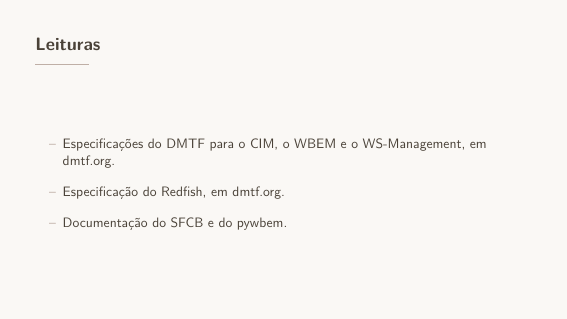 Leituras
– Especificações do DMTF para o CIM, o WBEM e o WS-Management, em
dmtf.org.
– Especificação do Redfish, em dmtf.org.
– Documentação do SFCB e do pywbem.